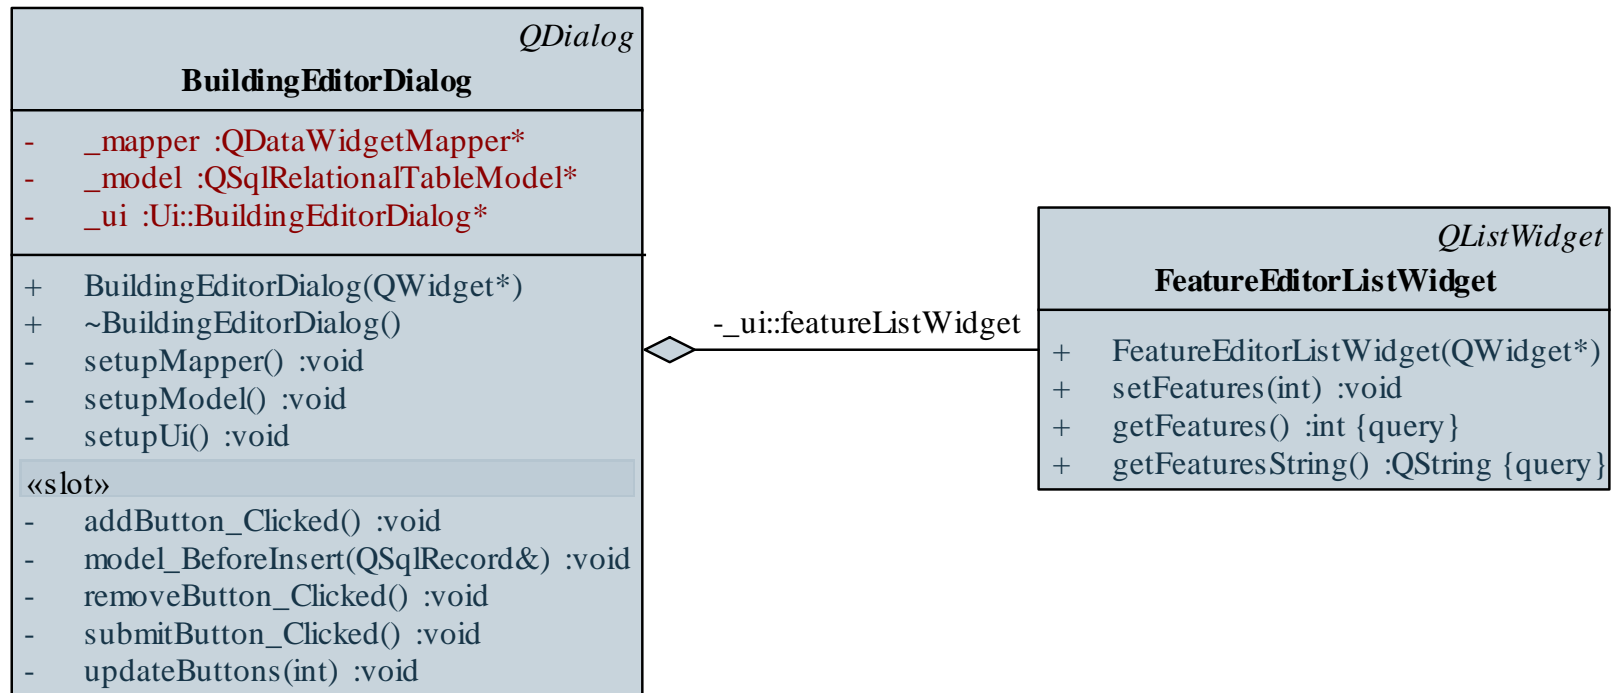 QDialog
BuildingEditorDialog
- _mapper :QDataWidgetMapper*
- _model :QSqlRelationalTableModel*
- _ui :Ui::BuildingEditorDialog*
+ BuildingEditorDialog(QWidget*)
+ ~BuildingEditorDialog()
- setupMapper() :void
- setupModel() :void
- setupUi() :void
«slot»
- addButton_Clicked() :void
- model_BeforeInsert(QSqlRecord&) :void
- removeButton_Clicked() :void
- submitButton_Clicked() :void
- updateButtons(int) :void
-_ui::featureListWidget
QListWidget
FeatureEditorListWidget
+ FeatureEditorListWidget(QWidget*)
+ setFeatures(int) :void
+ getFeatures() :int {query}
+ getFeaturesString() :QString {query}